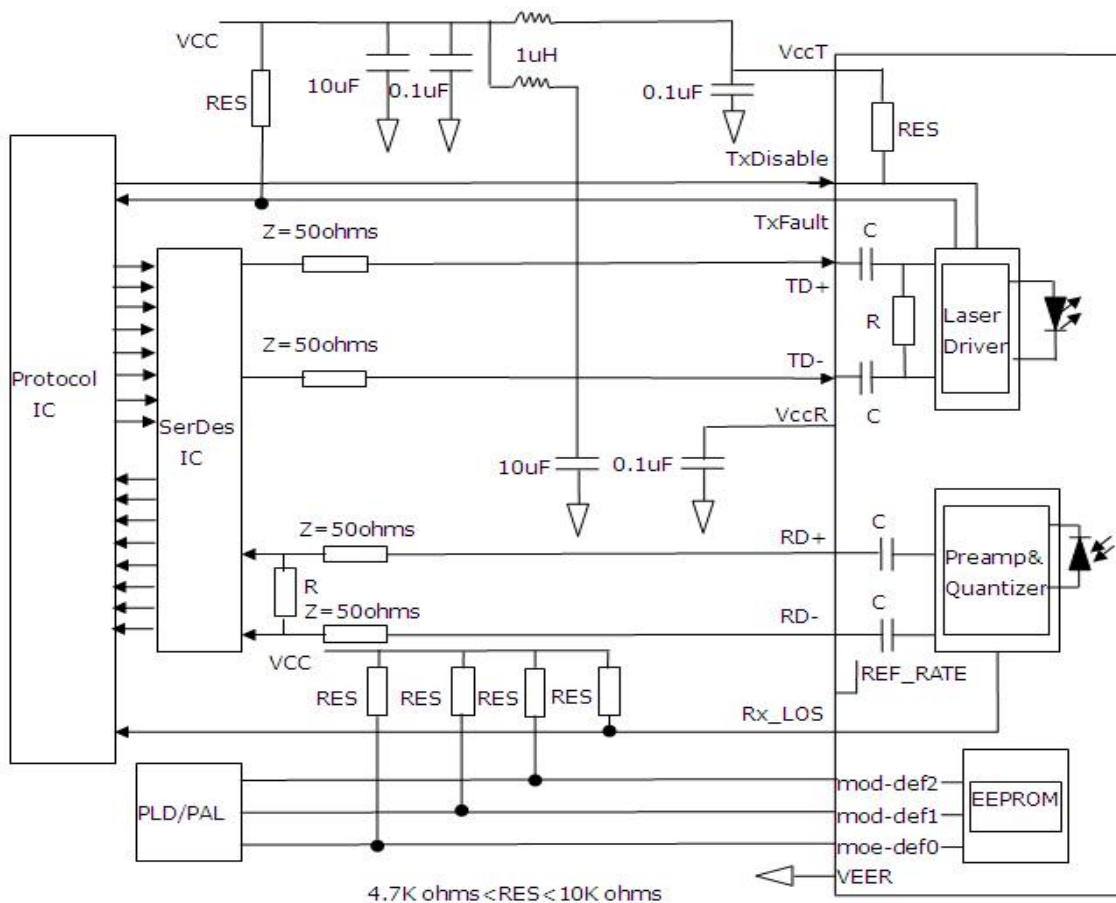 VCC
VccT
1uH
10uF
0.1uF
0.1uF
RES
RES
TxDisable
TxFault
Z=50ohms
C
TD+
R
Laser
Driver
Z=50ohms
TD-
C
Protocol
IC
SerDes
IC
VccR
10uF
0.1uF
Z=50ohms
RD+
C
Preamp&
Quantizer
R
Z=50ohms
RD-
C
VCC
REF_RATE
RES
RES
RES
RES
Rx_LOS
PLD/PAL
mod-def2
mod-def1
moe-def0
EEPROM
VEER
4.7K ohms<RES<10K ohms